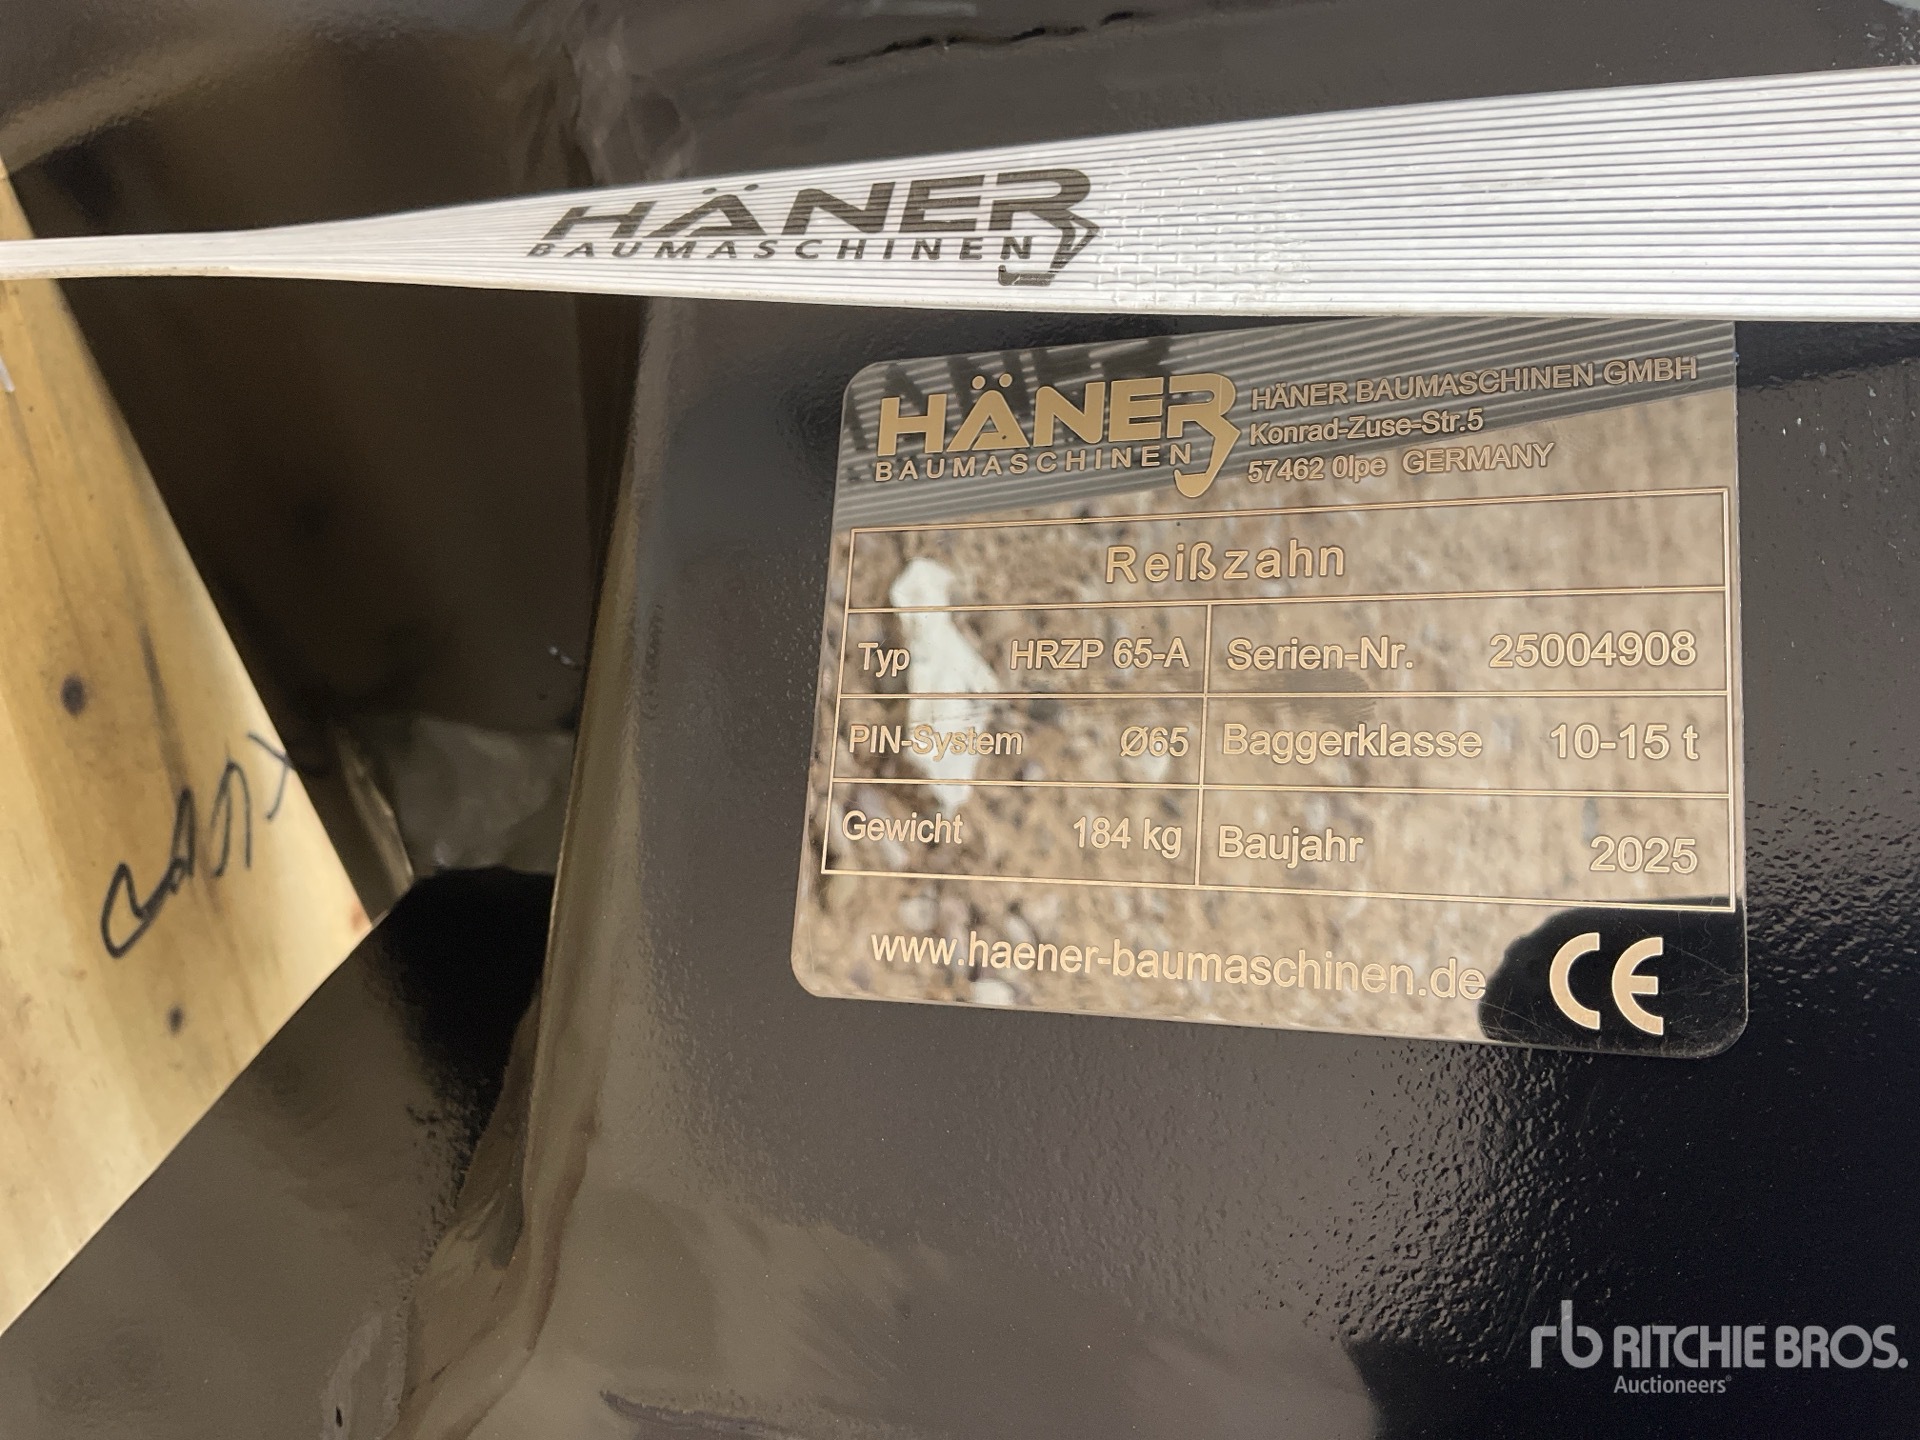 HÄNER
BAUMASCHINEN
HÄNER
BAUMASCHINEN
HÄNER BAUMASCHINEN GMBH
Konrad-Zuse-Str.5
57462 Olpe GERMANY
Reißzahn
Typ HRZP 65-A Serien-Nr. 25004908
PIN-System Ø65 Baggerklasse 10-15 t
Gewicht 184 kg Baujahr 2025
www.haener-baumaschinen.de CE
rb RITCHIE BROS.
Auctioneers®